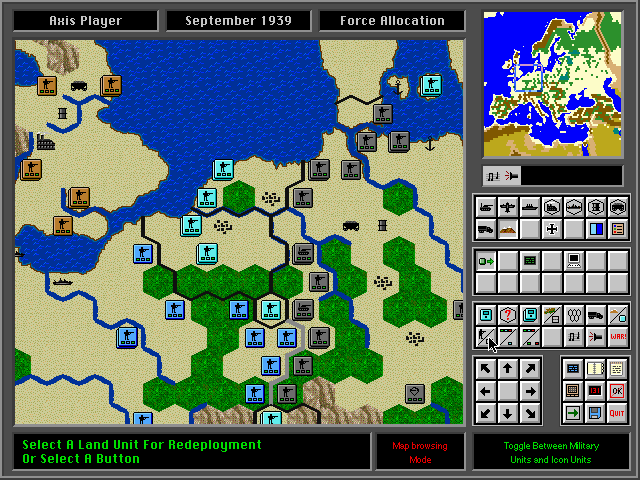 Axis Player
September 1939
Force Allocation
WAR!
OK
QUIT
Select A Land Unit For Redeployment
Or Select A Button
Map browsing
Mode
Toggle Between Military
Units and Icon Units